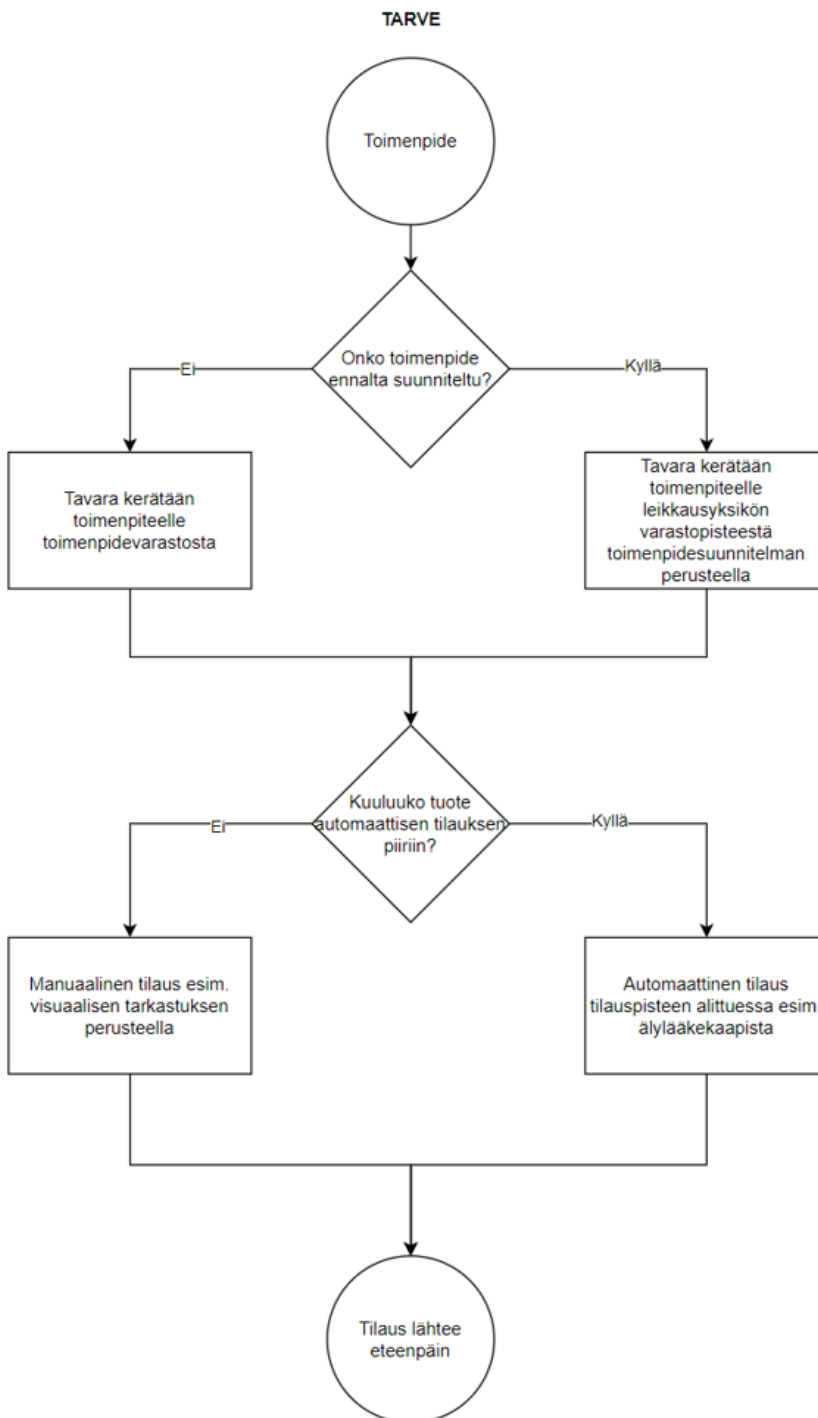 TARVE
Toimenpide
Onko toimenpide
ennalta suunniteltu?
Ei
Kyllä
Tavara kerätään
toimenpiteelle
toimenpidevarastosta
Tavara kerätään
toimenpiteelle
leikkausyksikön
varastopisteestä
toimenpidesuunnitelman
perusteella
Kuuluuko tuote
automaattisen tilauksen
piiriin?
Ei
Kyllä
Manuaalinen tilaus esim.
visuaalisen tarkastuksen
perusteella
Automaattinen tilaus
tilauspisteen alittuessa esim.
älylääkekaapista
Tilaus lähtee
eteenpäin